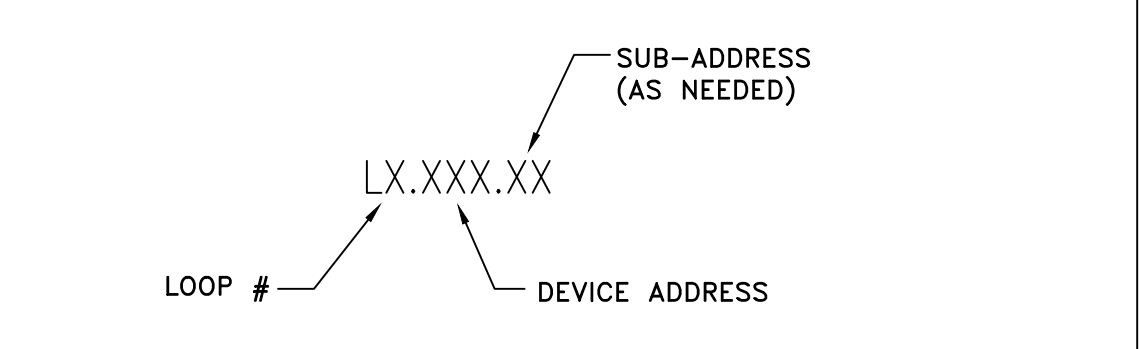 SUB-ADDRESS
(AS NEEDED)
LX.XXX.XX
LOOP #
DEVICE ADDRESS